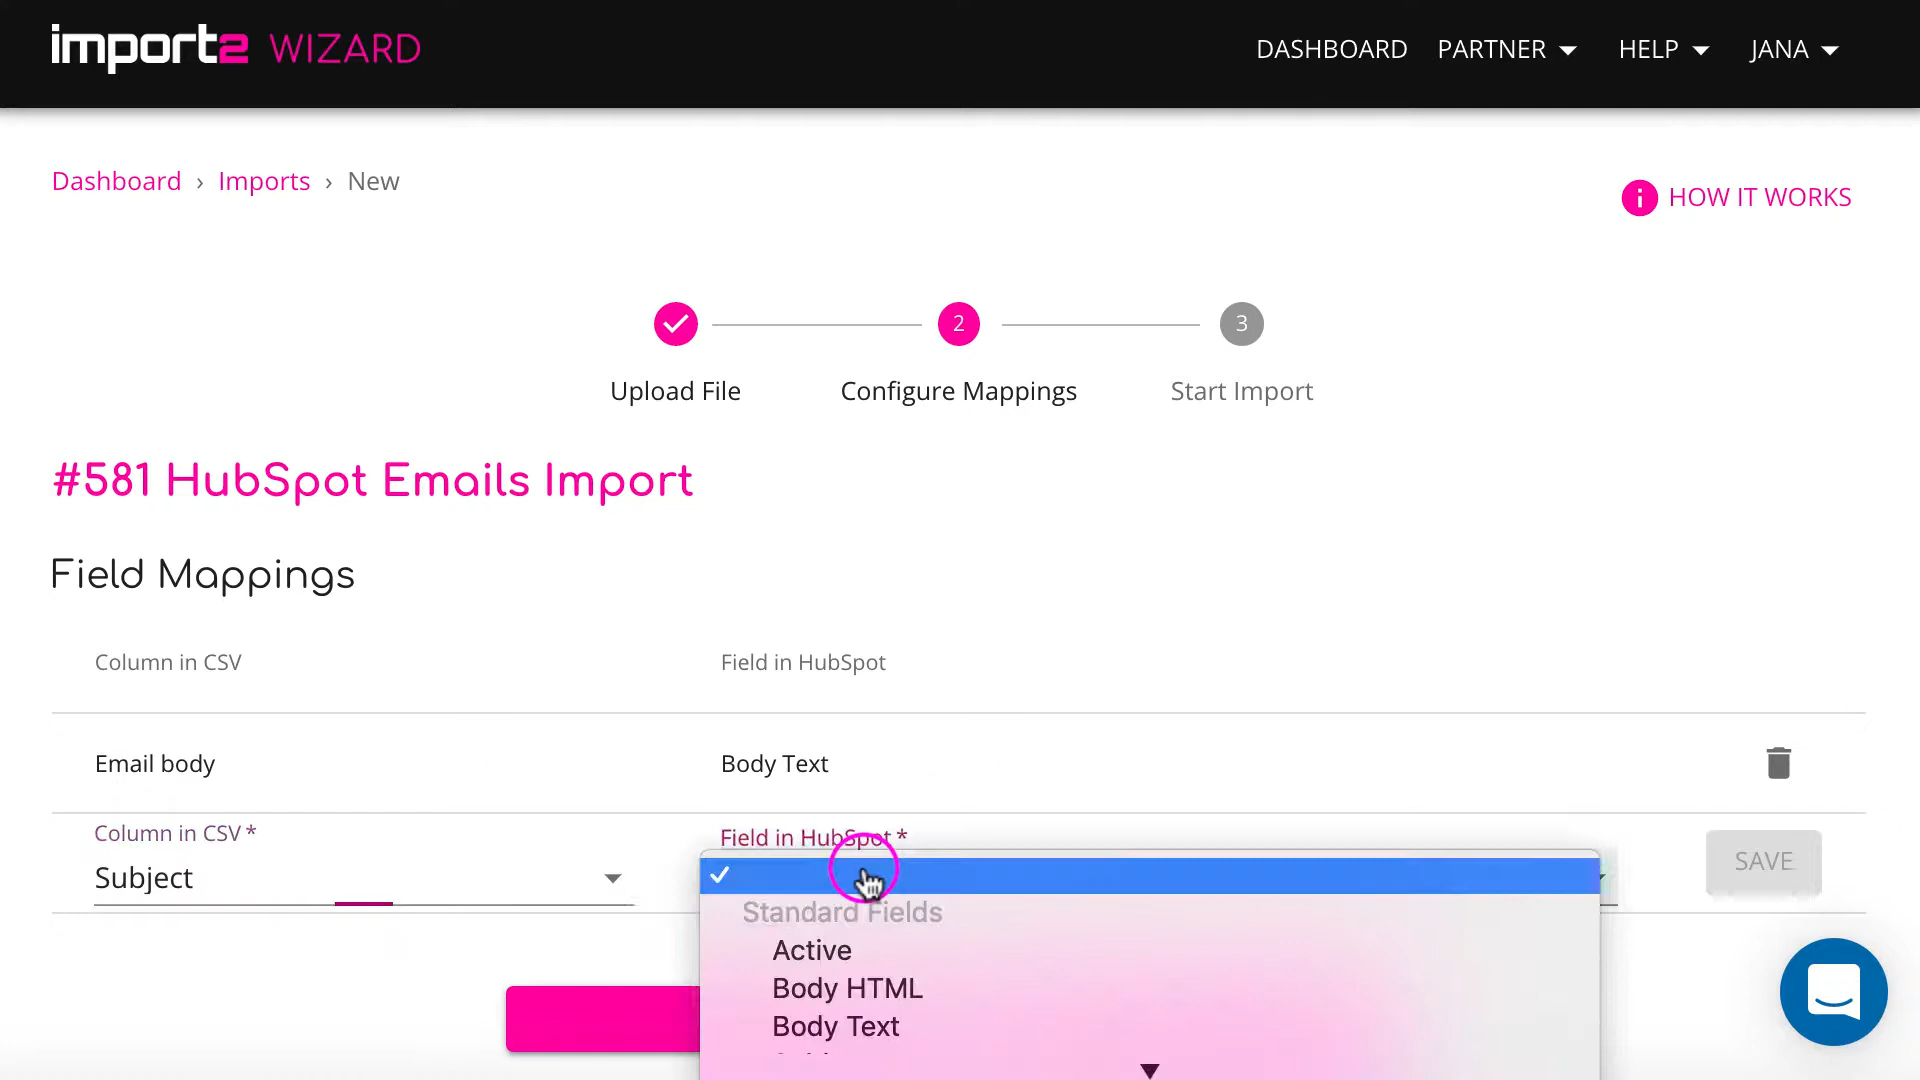 import2 WIZARD
DASHBOARD PARTNER HELP JANA
Dashboard › Imports › New
HOW IT WORKS
2 3
Upload File Configure Mappings Start Import
#581 HubSpot Emails Import
Field Mappings
Column in CSV Field in HubSpot
Email body Body Text
Column in CSV * Field in HubSpot *
Subject SAVE
Standard Fields
Active
Body HTML
Body Text